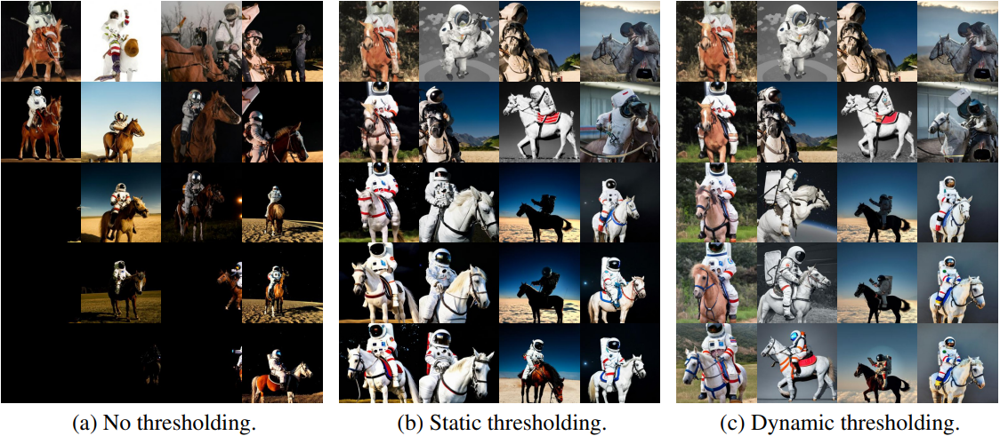 (a) No thresholding.
(b) Static thresholding.
(c) Dynamic thresholding.